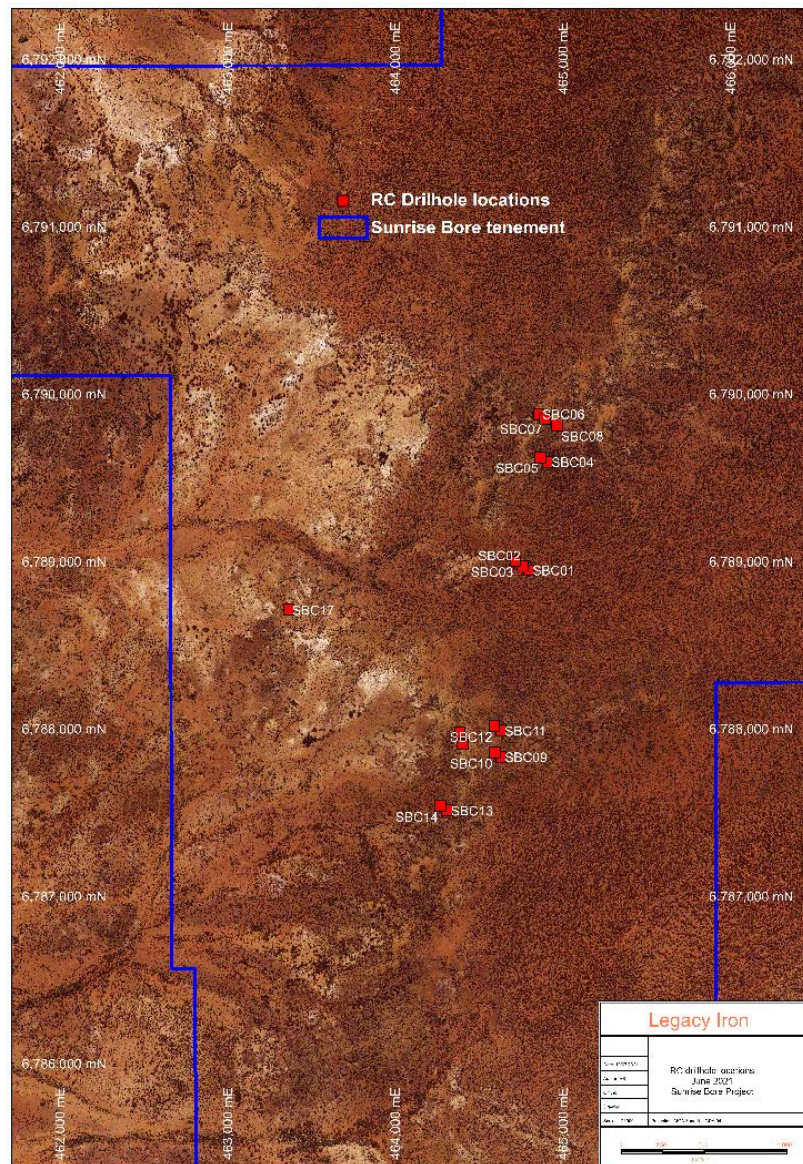 462,000 mE
463,000 mE
464,000 mE
465,000 mE
466,000 mE
6,792,000 mN
6,792,000 mN
RC Drilhole locations
6,791,000 mN
Sunrise Bore tenement
6,791,000 mN
6,790,000 mN
6,790,000 mN
SBC06
SBC07
SBC08
SBC05
SBC04
6,789,000 mN
SBC02
6,789,000 mN
SBC03
SBC01
SBC17
6,788,000 mN
SBC12
SBC11
6,788,000 mN
SBC10
SBC09
SBC14
SBC13
6,787,000 mN
6,787,000 mN
Legacy Iron
6,786,000 mN
RC drillhole locations
June 2021
Sunrise Bore Project
462,000 mE
463,000 mE
464,000 mE
465,000 mE